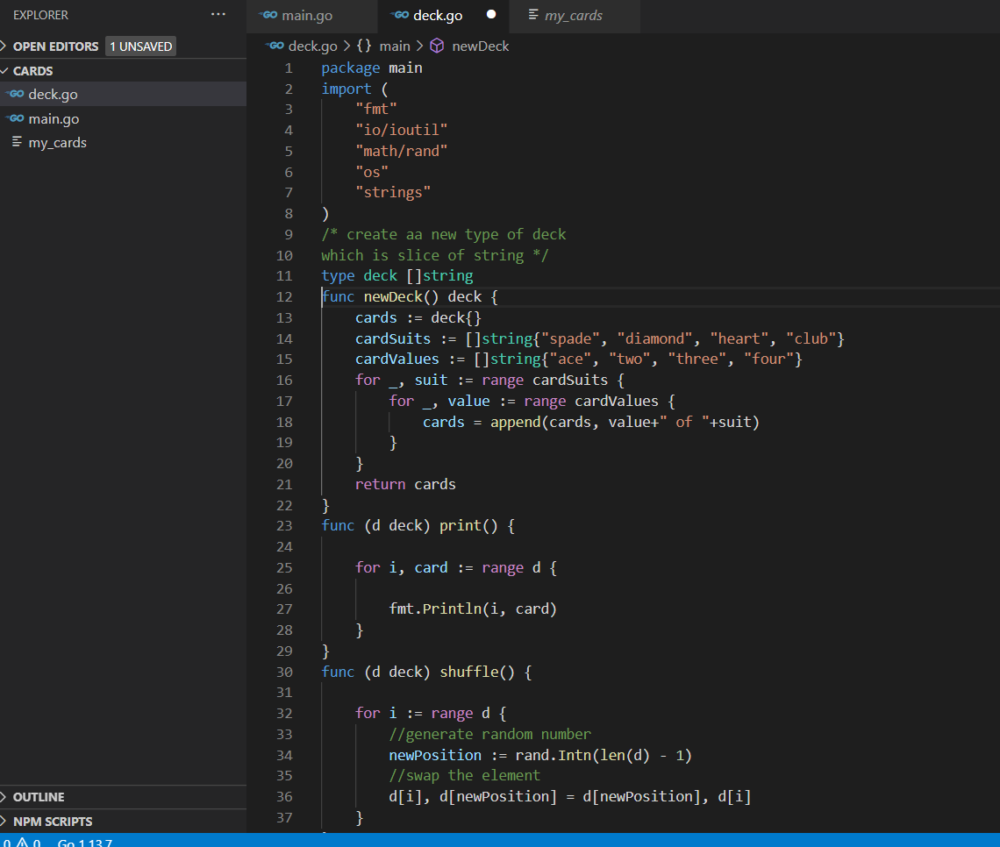 EXPLORER ···
OPEN EDITORS 1 UNSAVED
CARDS
GO deck.go
GO main.go
my_cards
OUTLINE
NPM SCRIPTS
GO main.go GO deck.go my_cards
GO deck.go > {} main > newDeck
1 package main
2 import (
3 "fmt"
4 "io/ioutil"
5 "math/rand"
6 "os"
7 "strings"
8 )
9 /* create aa new type of deck
10 which is slice of string */
11 type deck []string
12 func newDeck() deck {
13 cards := deck{}
14 cardSuits := []string{"spade", "diamond", "heart", "club"}
15 cardValues := []string{"ace", "two", "three", "four"}
16 for _, suit := range cardSuits {
17 for _, value := range cardValues {
18 cards = append(cards, value+" of "+suit)
19 }
20 }
21 return cards
22 }
23 func (d deck) print() {
24
25 for i, card := range d {
26
27 fmt.Println(i, card)
28 }
29 }
30 func (d deck) shuffle() {
31
32 for i := range d {
33 //generate random number
34 newPosition := rand.Intn(len(d) - 1)
35 //swap the element
36 d[i], d[newPosition] = d[newPosition], d[i]
37 }
0 0 Go 1.13.7